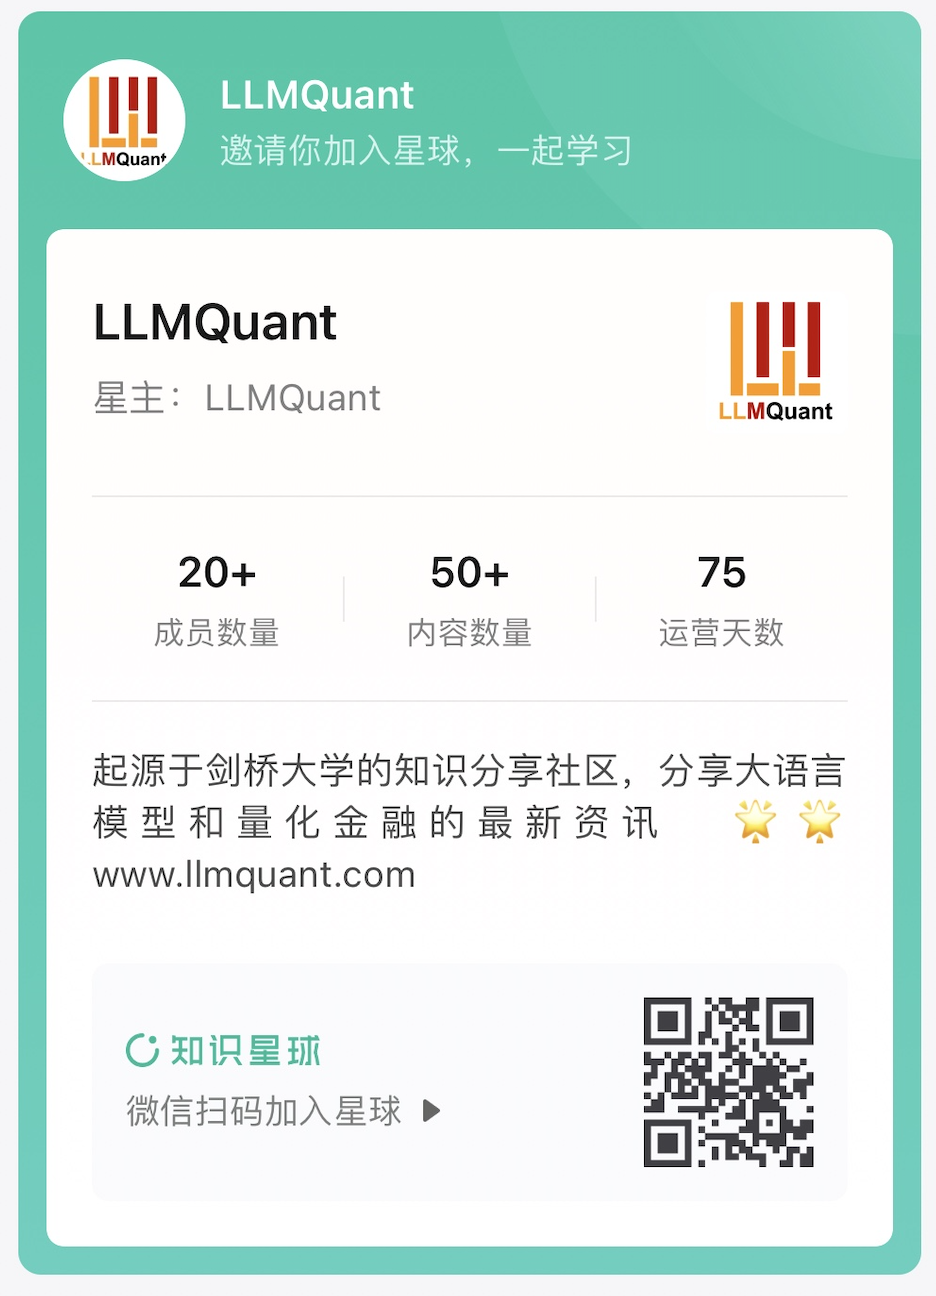 LLMQuant
邀请你加入星球，一起学习
LLMQuant
LLMQuant
星主：LLMQuant
LLMQuant
20+
50+
75
成员数量
内容数量
运营天数
起源于剑桥大学的知识分享社区，分享大语言
模型和量化金融的最新资讯 🌟 🌟
www.llmquant.com
知识星球
微信扫码加入星球 ▶